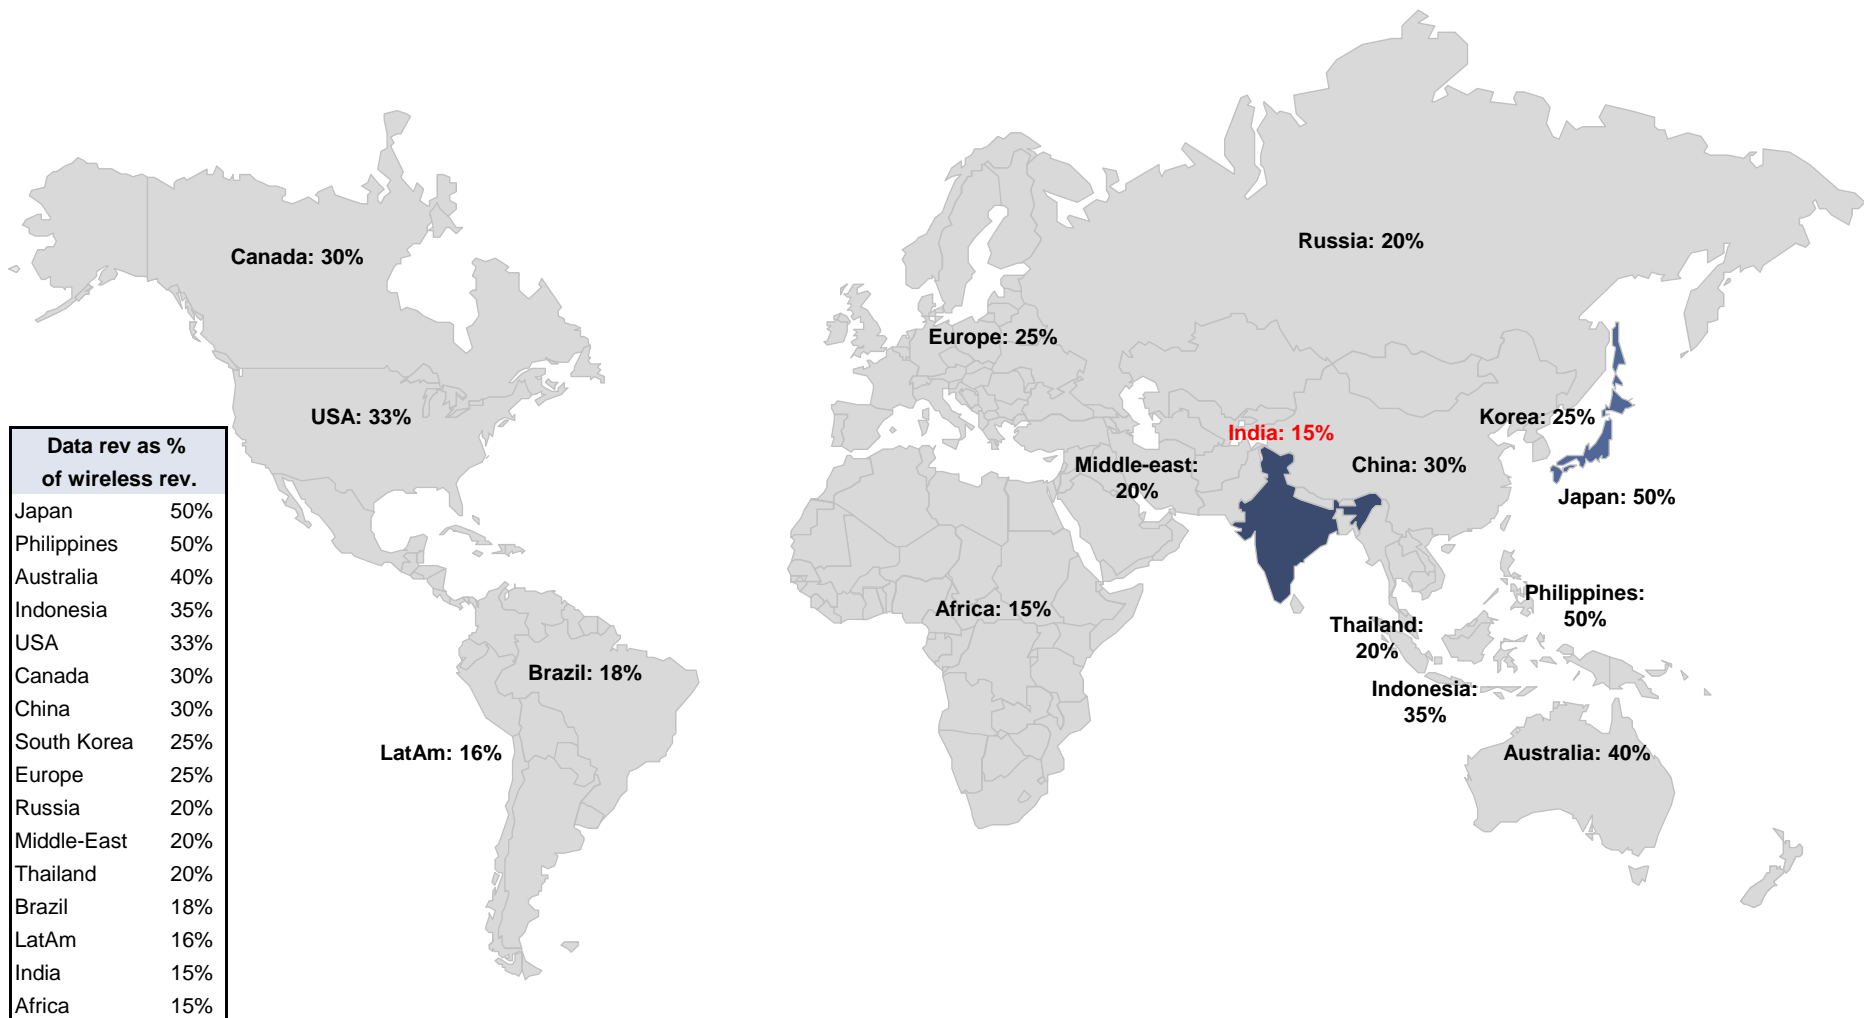 Canada: 30%
Russia: 20%
Europe: 25%
USA: 33%
Korea: 25%
India: 15%
China: 30%
Middle-east:
20%
Japan: 50%
Philippines:
50%
Africa: 15%
Thailand:
20%
Brazil: 18%
Indonesia:
35%
LatAm: 16%
Australia: 40%
Data rev as %
of wireless rev.
Japan 50%
Philippines 50%
Australia 40%
Indonesia 35%
USA 33%
Canada 30%
China 30%
South Korea 25%
Europe 25%
Russia 20%
Middle-East 20%
Thailand 20%
Brazil 18%
LatAm 16%
India 15%
Africa 15%